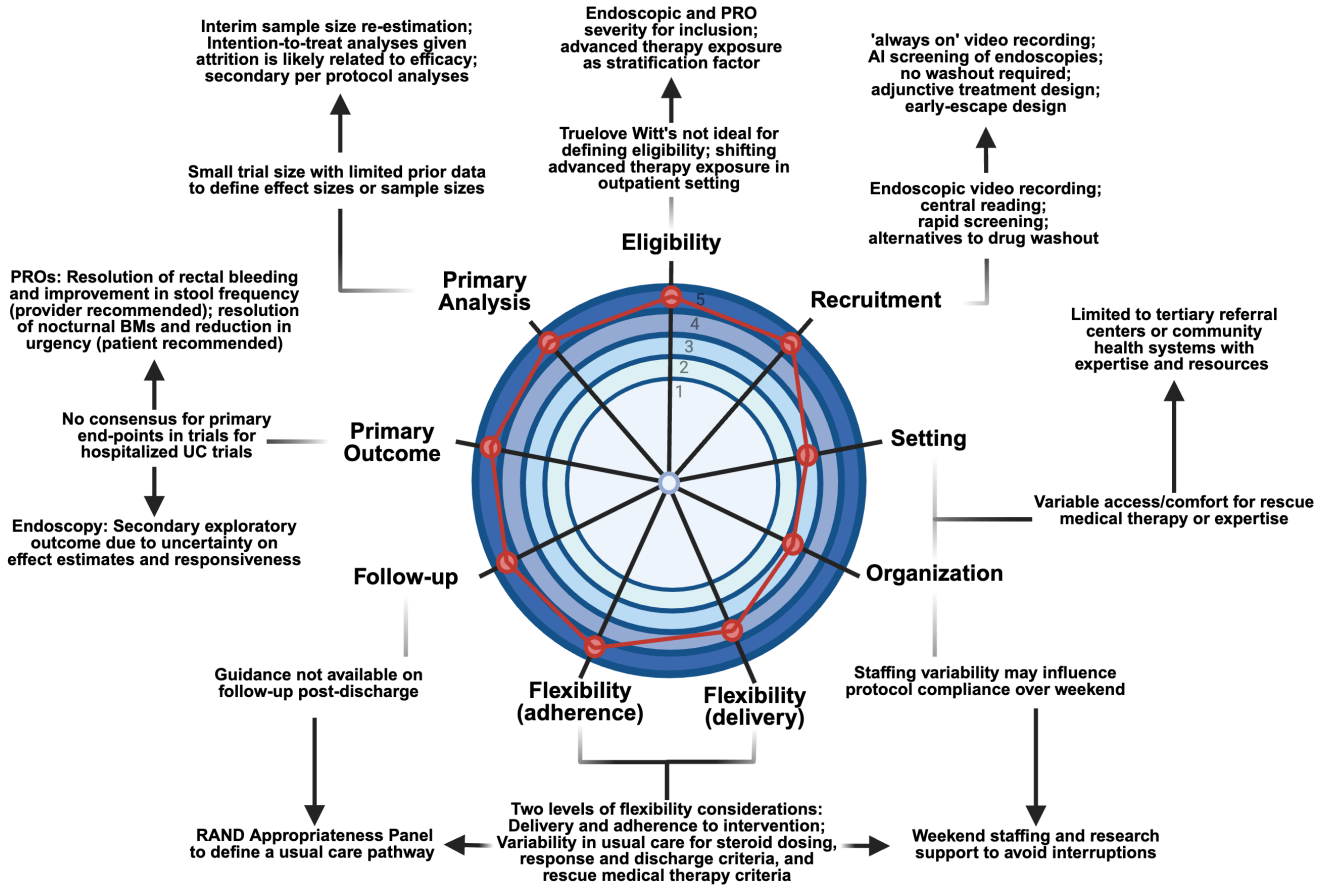 Interim sample size re-estimation;
Intention-to-treat analyses given
attrition is likely related to efficacy;
secondary per protocol analyses
Small trial size with limited prior data
to define effect sizes or sample sizes
Endoscopic and PRO
severity for inclusion;
advanced therapy exposure
as stratification factor
Truelove Witt's not ideal for
defining eligibility; shifting
advanced therapy exposure in
outpatient setting
'always on' video recording;
AI screening of endoscopies;
no washout required;
adjunctive treatment design;
early-escape design
Endoscopic video recording;
central reading;
rapid screening;
alternatives to drug washout
Eligibility
Primary
Analysis
Recruitment
5
4
3
2
1
PROs: Resolution of rectal bleeding
and improvement in stool frequency
(provider recommended); resolution
of nocturnal BMs and reduction in
urgency (patient recommended)
No consensus for primary
end-points in trials for
hospitalized UC trials
Endoscopy: Secondary exploratory
outcome due to uncertainty on
effect estimates and responsiveness
Primary
Outcome
Setting
Limited to tertiary referral
centers or community
health systems with
expertise and resources
Variable access/comfort for rescue
medical therapy or expertise
Follow-up
Organization
Guidance not available on
follow-up post-discharge
Flexibility
(adherence)
Flexibility
(delivery)
Staffing variability may influence
protocol compliance over weekend
RAND Appropriateness Panel
to define a usual care pathway
Two levels of flexibility considerations:
Delivery and adherence to intervention;
Variability in usual care for steroid dosing,
response and discharge criteria, and
rescue medical therapy criteria
Weekend staffing and research
support to avoid interruptions